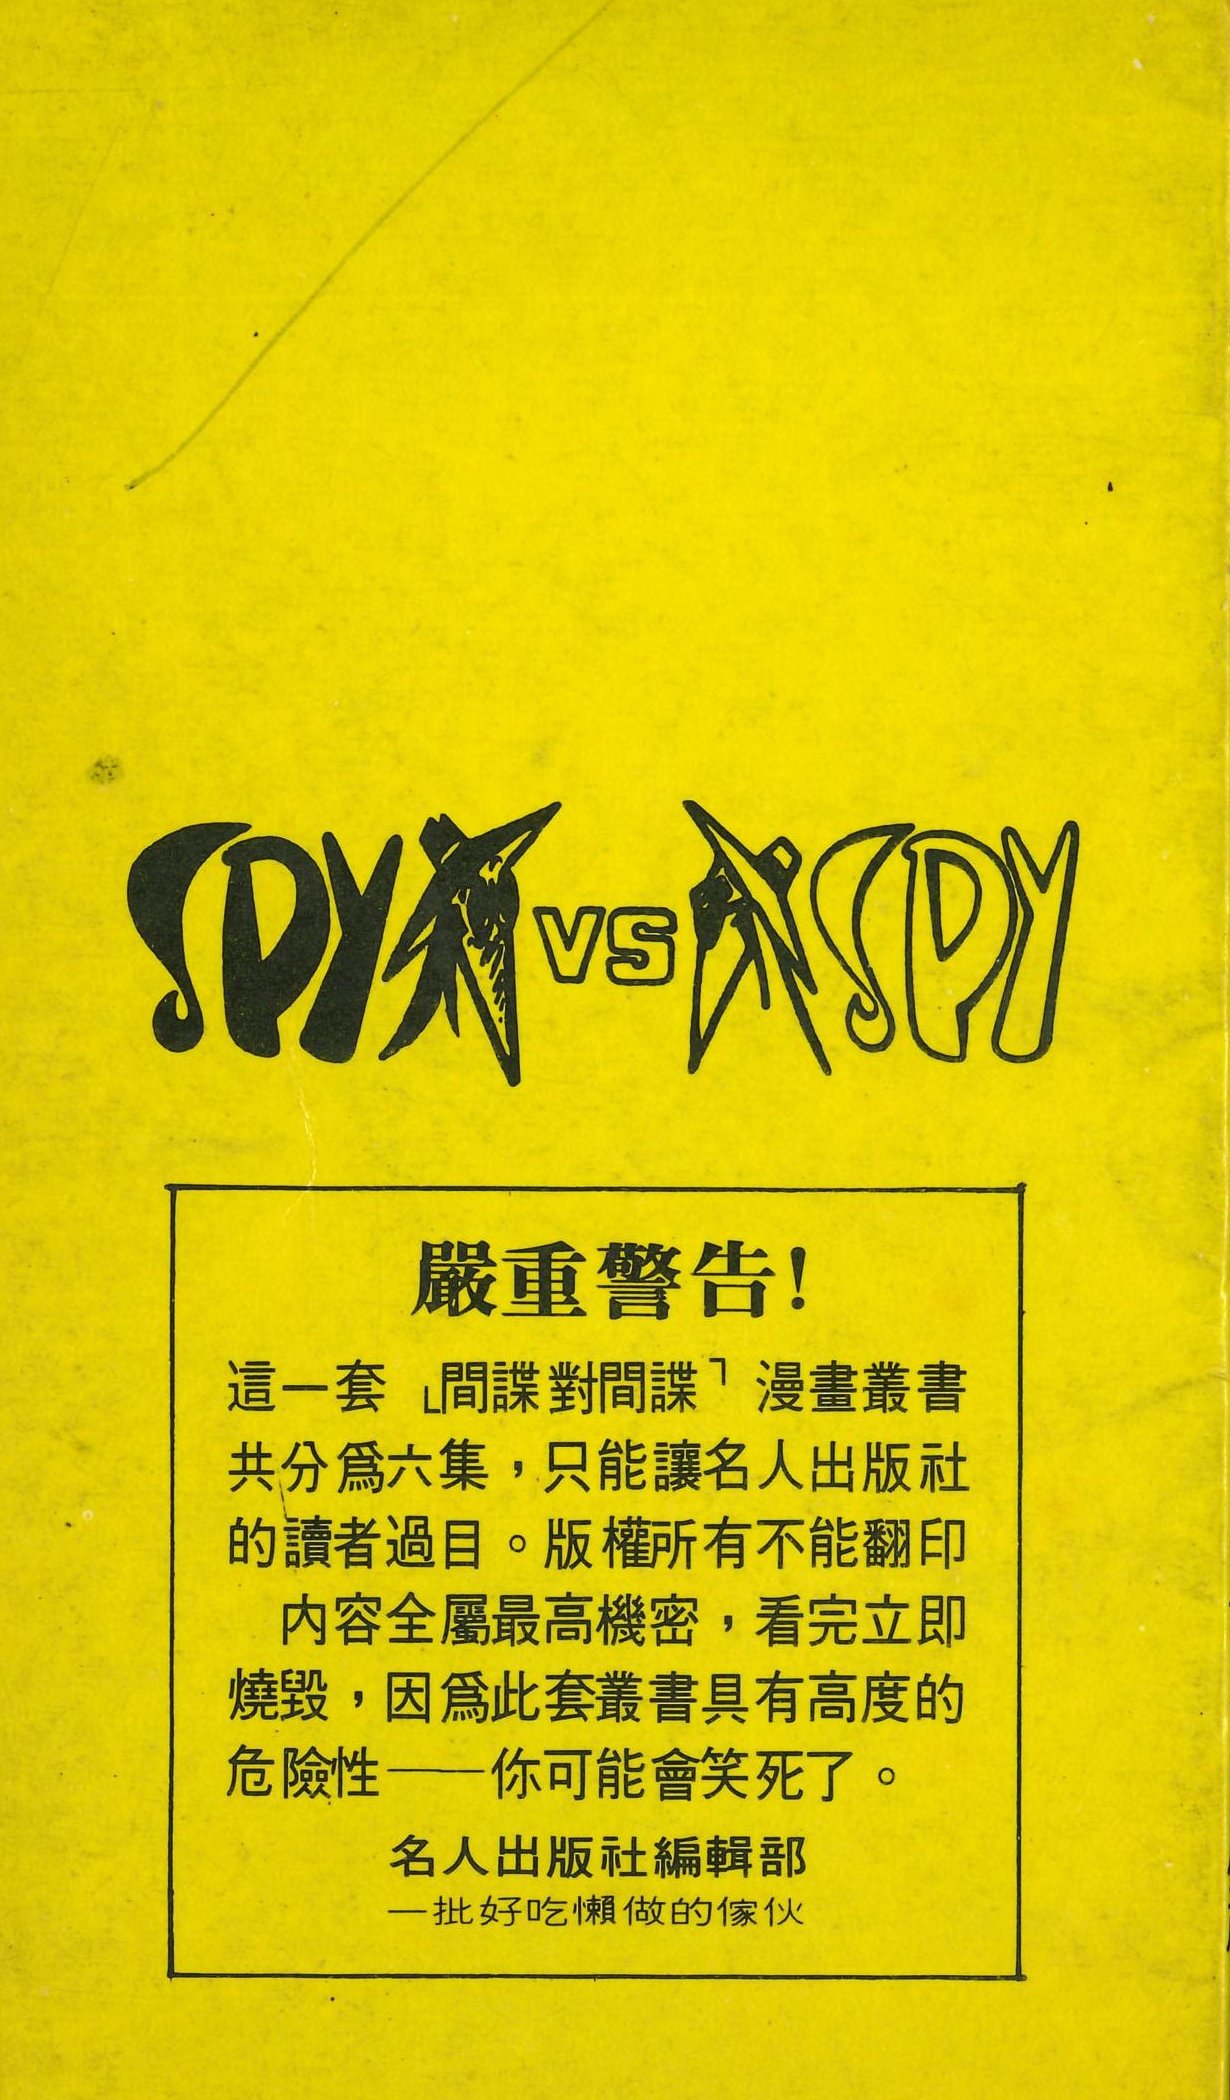 SPY VS SPY
嚴重警告!
這一套「間諜對間諜」漫畫叢書
共分爲六集，只能讓名人出版社
的讀者過目。版權所有不能翻印
內容全屬最高機密，看完立即
燒毀，因爲此套叢書具有高度的
危險性——你可能會笑死了。
名人出版社編輯部
一批好吃懶做的傢伙